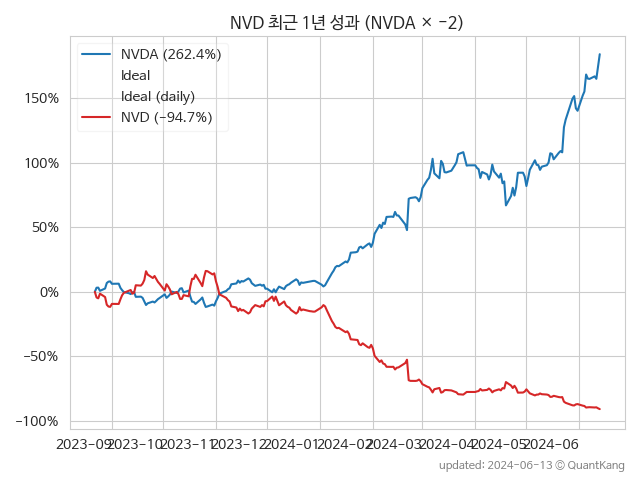 NVD 최근 1년 성과 (NVDA × −2)
NVDA (262.4%)
Ideal
Ideal (daily)
NVD (−94.7%)
150%
100%
50%
0%
−50%
−100%
2023-09 2023-10 2023-11 2023-12 2024-01 2024-02 2024-03 2024-04 2024-05 2024-06
updated: 2024-06-13 © QuantKang